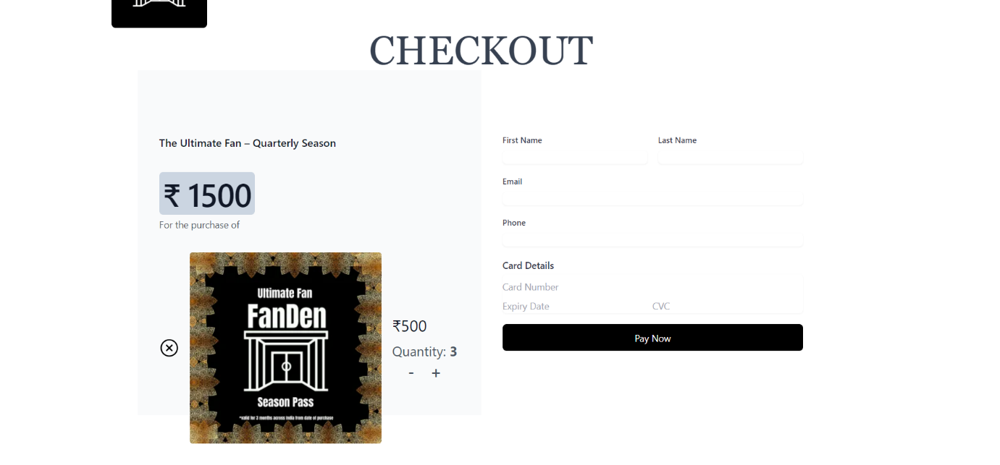 CHECKOUT
The Ultimate Fan – Quarterly Season
₹ 1500
For the purchase of
Ultimate Fan
FanDen
Season Pass
*valid for 3 months across India from date of purchase
₹500
Quantity: 3
- +
First Name Last Name
Email
Phone
Card Details
Card Number
Expiry Date CVC
Pay Now